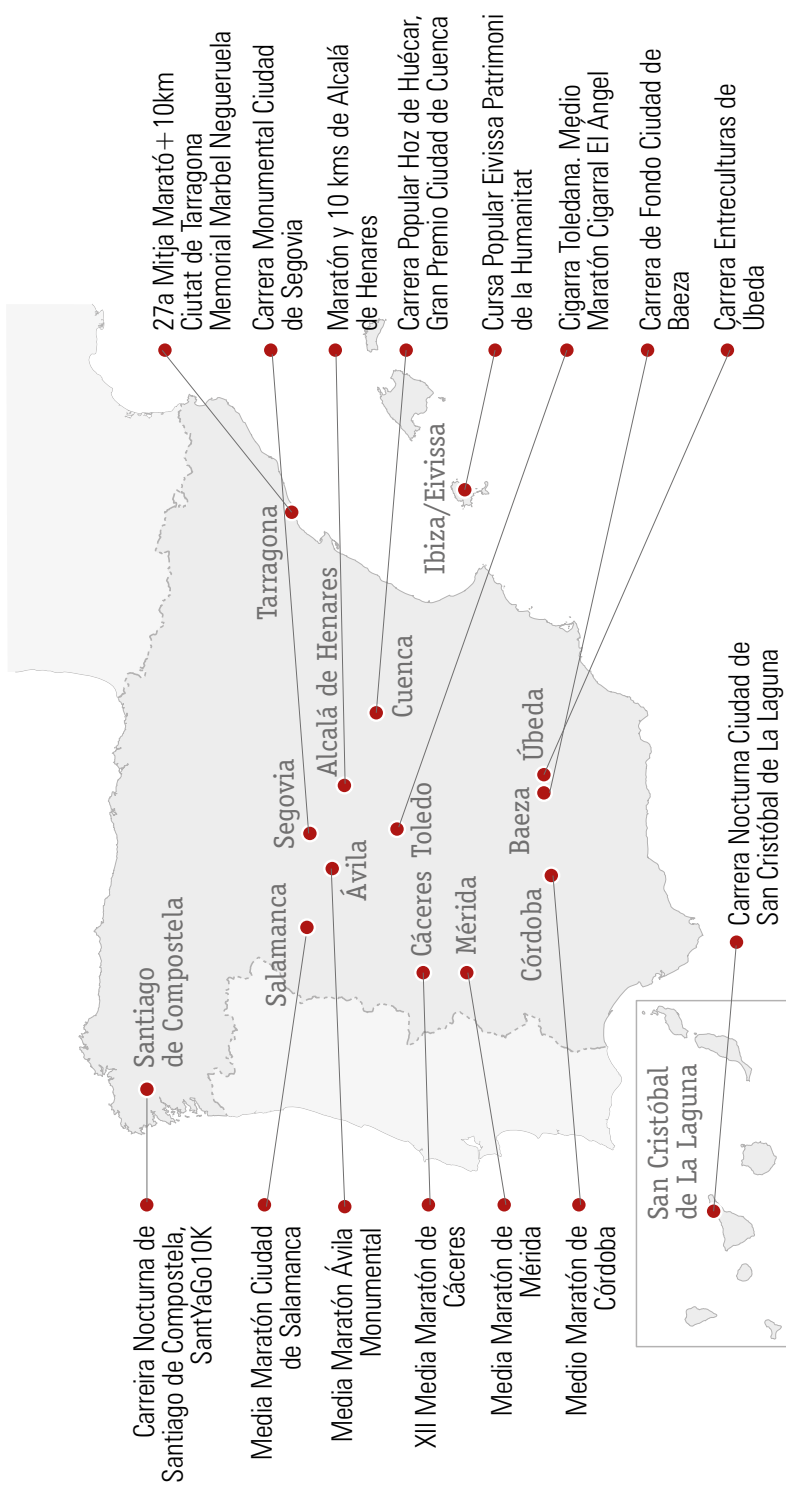 Carreira Nocturna de
Santiago de Compostela,
SantYaGo10K
Media Maratón Ciudad
de Salamanca
Media Maratón Ávila
Monumental
XII Media Maratón de
Cáceres
Media Maratón de
Mérida
Medio Maratón de
Córdoba
Santiago
de Compostela
Salamanca
Ávila
Segovia
Alcalá de Henares
Tarragona
Cuenca
Toledo
Cáceres
Mérida
Córdoba
Baeza
Úbeda
Ibiza/Eivissa
San Cristóbal
de La Laguna
27a Mitja Marató+10km
Ciutat de Tarragona
Memorial Marbel Negueruela
Carrera Monumental Ciudad
de Segovia
Maratón y 10 kms de Alcalá
de Henares
Carrera Popular Hoz de Huécar,
Gran Premio Ciudad de Cuenca
Cursa Popular Eivissa Patrimoni
de la Humanitat
Cigarra Toledana. Medio
Maratón Cigarral El Ángel
Carrera de Fondo Ciudad de
Baeza
Carrera Entreculturas de
Úbeda
Carrera Nocturna Ciudad de
San Cristóbal de La Laguna